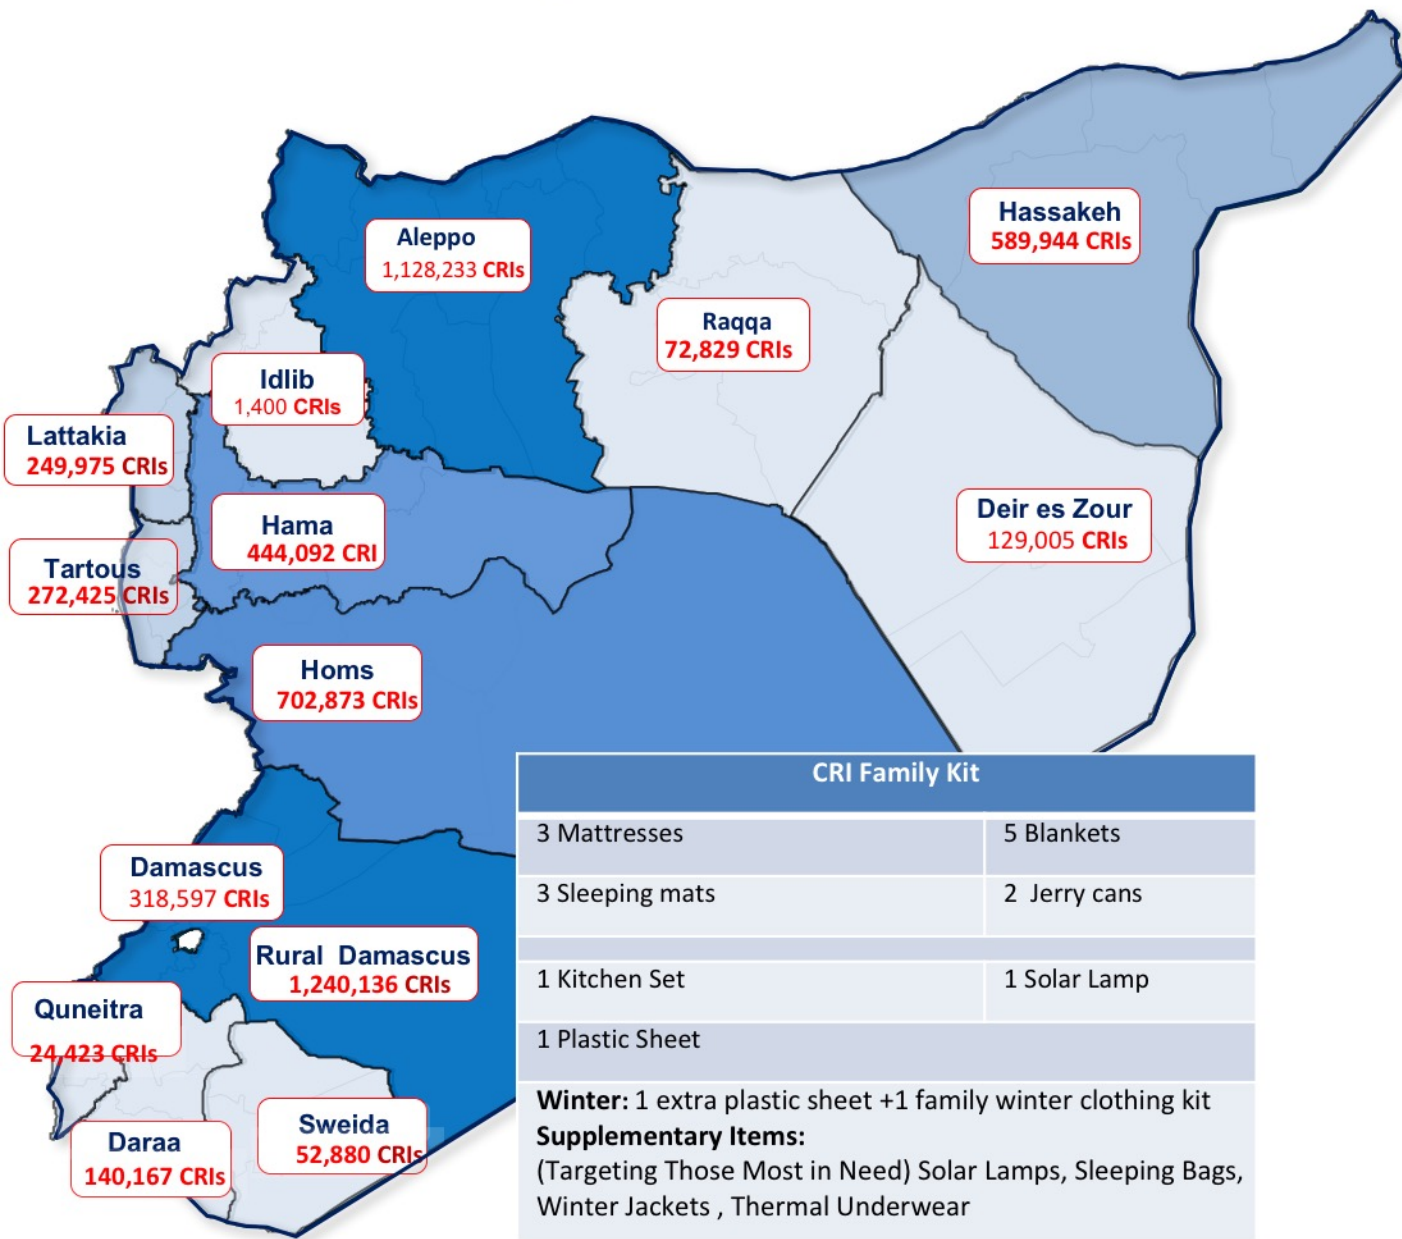 Hassakeh
589,944 CRIs
Aleppo
1,128,233 CRIs
Raqqa
72,829 CRIs
Idlib
1,400 CRIs
Lattakia
249,975 CRIs
Hama
444,092 CRI
Deir es Zour
129,005 CRIs
Tartous
272,425 CRIs
Homs
702,873 CRIs
Damascus
318,597 CRIs
Rural Damascus
1,240,136 CRIs
Quneitra
24,423 CRIs
Daraa
140,167 CRIs
Sweida
52,880 CRIs
CRI Family Kit
3 Mattresses
5 Blankets
3 Sleeping mats
2 Jerry cans
1 Kitchen Set
1 Solar Lamp
1 Plastic Sheet
Winter: 1 extra plastic sheet +1 family winter clothing kit
Supplementary Items:
(Targeting Those Most in Need) Solar Lamps, Sleeping Bags,
Winter Jackets , Thermal Underwear